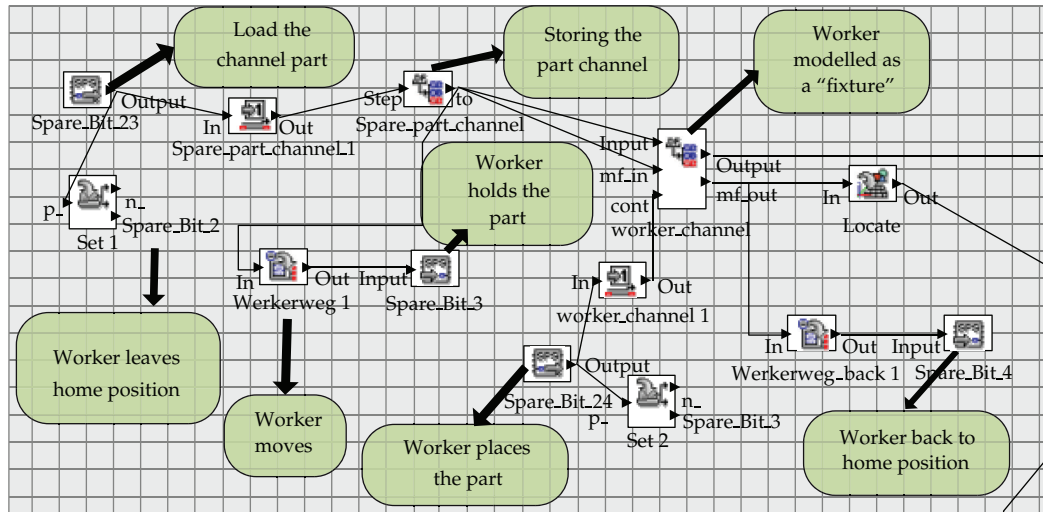 Load the
channel part
Storing the
part channel
Worker
modelled as
a “fixture”
Output
Spare_Bit_23
In
Out
Spare_part_channel_1
Step
to
Spare_part_channel
Input
mf_in
cont
Output
mf_out
worker_channel
In
Out
Locate
p_
n_
Spare_Bit_2
Set 1
Worker
holds the
part
In
Out
Werkerweg 1
Input
Spare_Bit_3
In
Out
worker_channel 1
Output
Spare_Bit_24
p_
n_
Spare_Bit_3
Set 2
In
Out
Werkerweg_back 1
Input
Spare_Bit_4
Worker leaves
home position
Worker
moves
Worker places
the part
Worker back to
home position